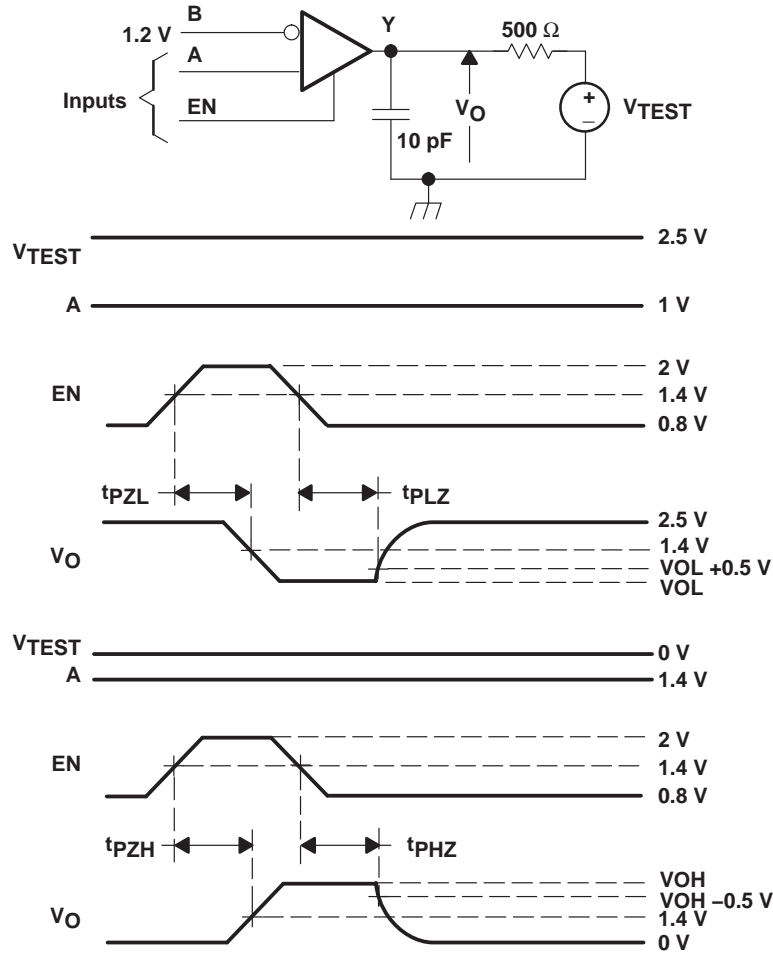 B
Y
500 Ω
1.2 V
A
Inputs
EN
VO
+
–
VTEST
10 pF
VTEST
2.5 V
A
1 V
EN
2 V
1.4 V
0.8 V
tPZL
tPLZ
VO
2.5 V
1.4 V
VOL +0.5 V
VOL
VTEST
0 V
A
1.4 V
EN
2 V
1.4 V
0.8 V
tPZH
tPHZ
VO
VOH
VOH –0.5 V
1.4 V
0 V